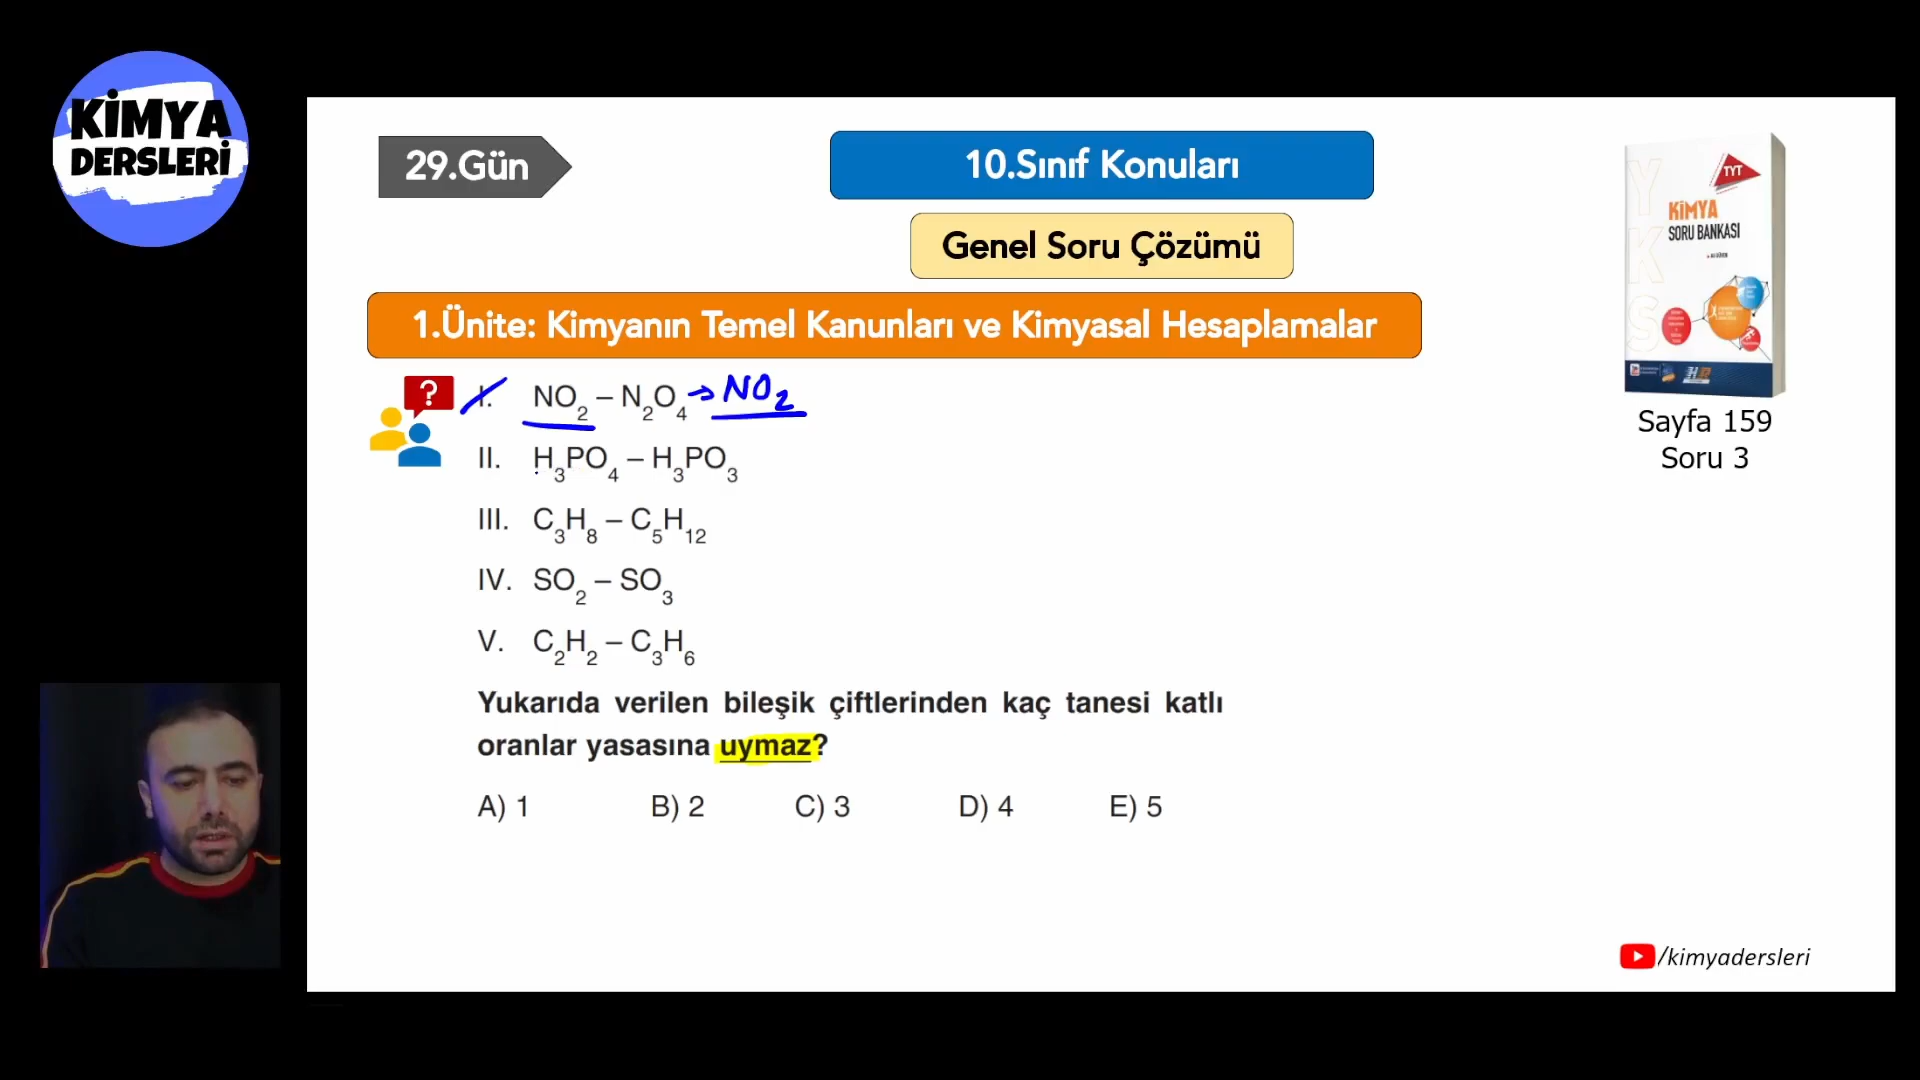 KİMYA
DERSLERİ
29.Gün
10.Sınıf Konuları
Genel Soru Çözümü
1.Ünite: Kimyanın Temel Kanunları ve Kimyasal Hesaplamalar
?
I. NO₂ – N₂O₄ → NO₂
II. H₃PO₄ – H₃PO₃
III. C₃H₈ – C₅H₁₂
IV. SO₂ – SO₃
V. C₂H₂ – C₃H₆
Yukarıda verilen bileşik çiftlerinden kaç tanesi katlı
oranlar yasasına uymaz?
A) 1 B) 2 C) 3 D) 4 E) 5
YKS
TYT
KİMYA
SORU BANKASI
Sayfa 159
Soru 3
/kimyadersleri